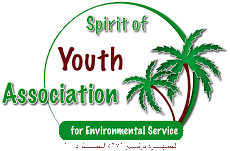 Spirit of
Youth
Association
for Environmental Service